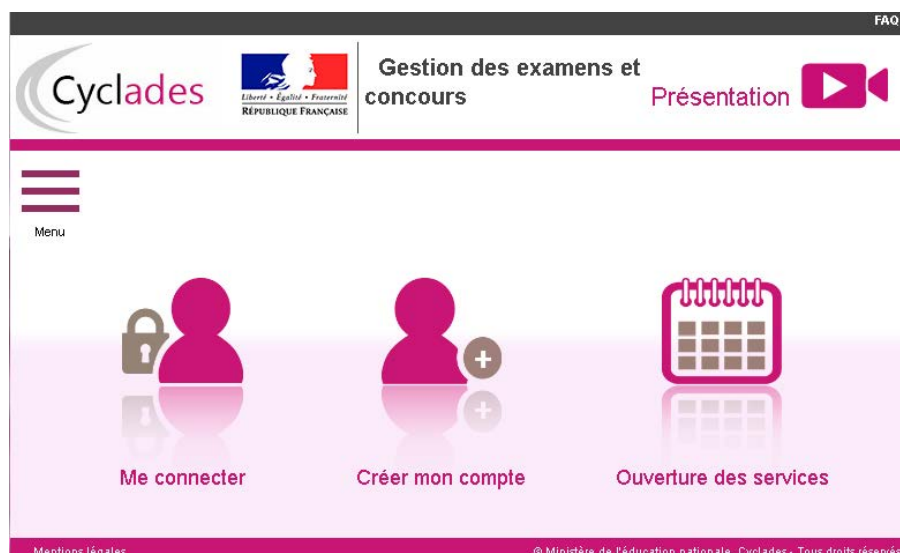 FAQ
Cyclades
Liberté • Égalité • Fraternité
RÉPUBLIQUE FRANÇAISE
Gestion des examens et
concours
Présentation
Menu
Me connecter
Créer mon compte
Ouverture des services
Mentions légales
© Ministère de l'éducation nationale, Cyclades - Tous droits réservés